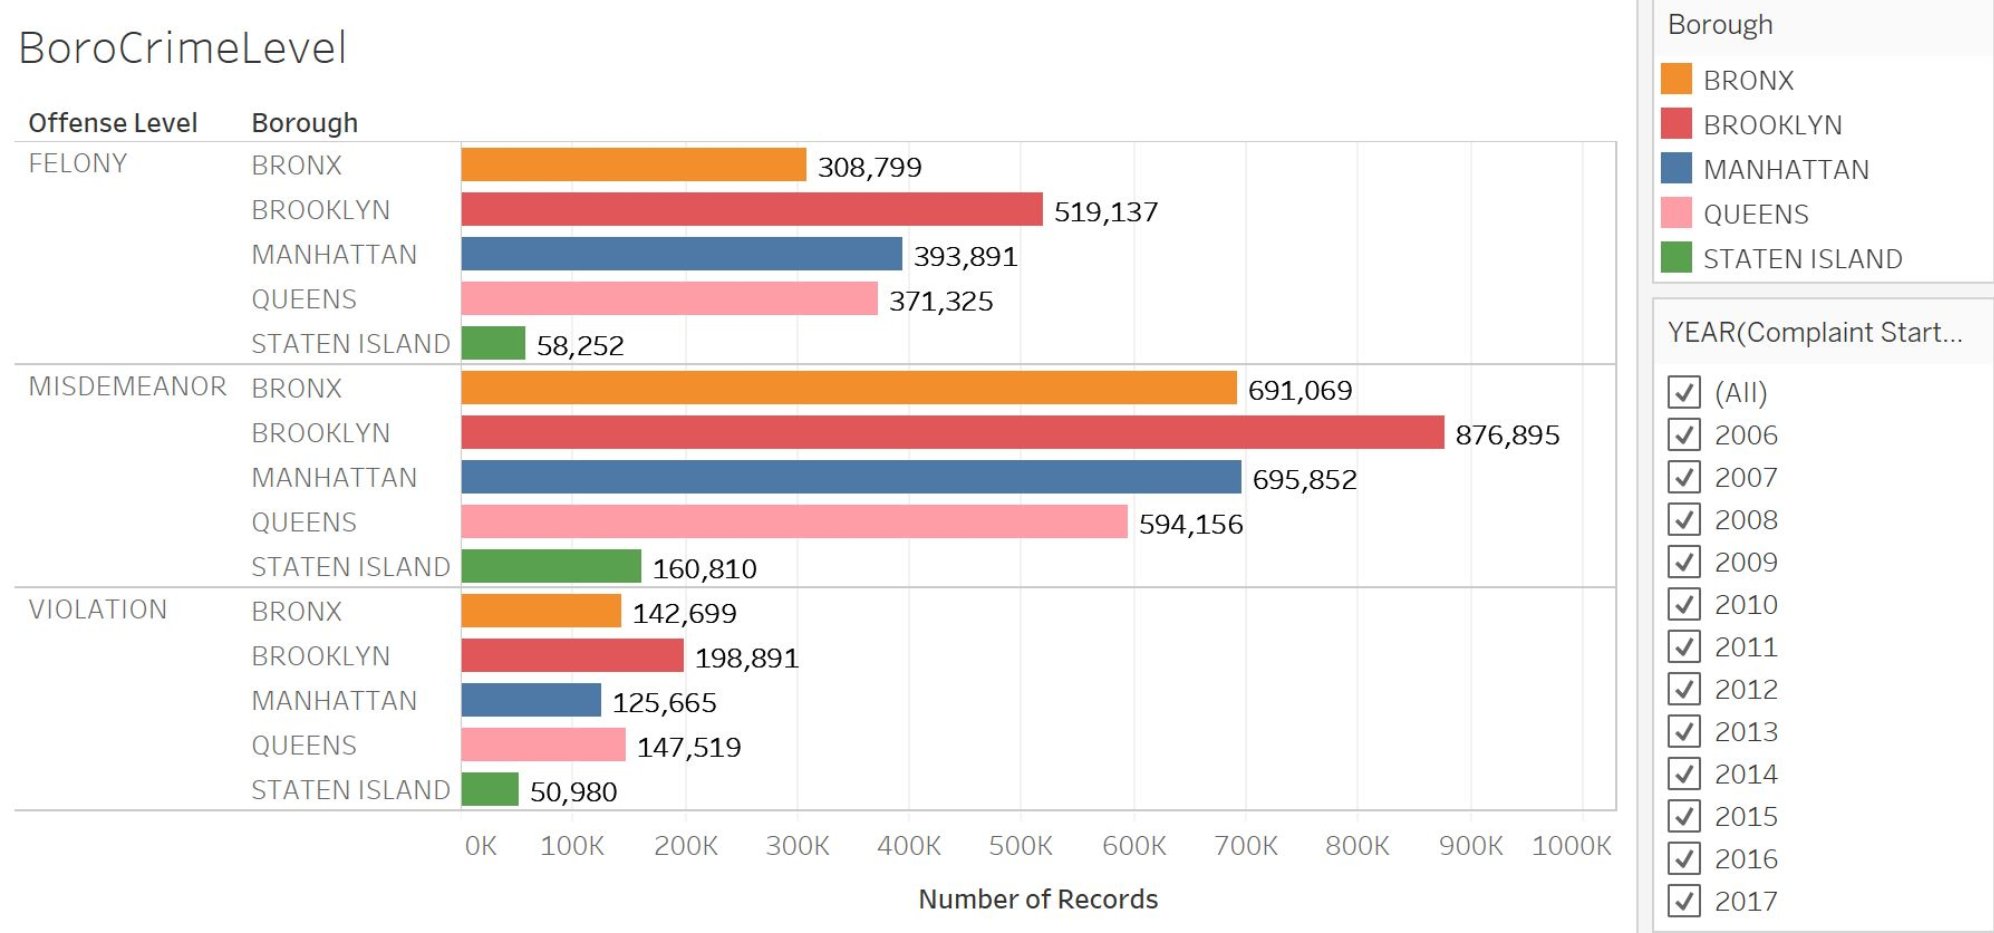 BoroCrimeLevel
Offense Level Borough
FELONY BRONX 308,799
BROOKLYN 519,137
MANHATTAN 393,891
QUEENS 371,325
STATEN ISLAND 58,252
MISDEMEANOR BRONX 691,069
BROOKLYN 876,895
MANHATTAN 695,852
QUEENS 594,156
STATEN ISLAND 160,810
VIOLATION BRONX 142,699
BROOKLYN 198,891
MANHATTAN 125,665
QUEENS 147,519
STATEN ISLAND 50,980
0K 100K 200K 300K 400K 500K 600K 700K 800K 900K 1000K
Number of Records
Borough
BRONX
BROOKLYN
MANHATTAN
QUEENS
STATEN ISLAND
YEAR(Complaint Start...
(All)
2006
2007
2008
2009
2010
2011
2012
2013
2014
2015
2016
2017